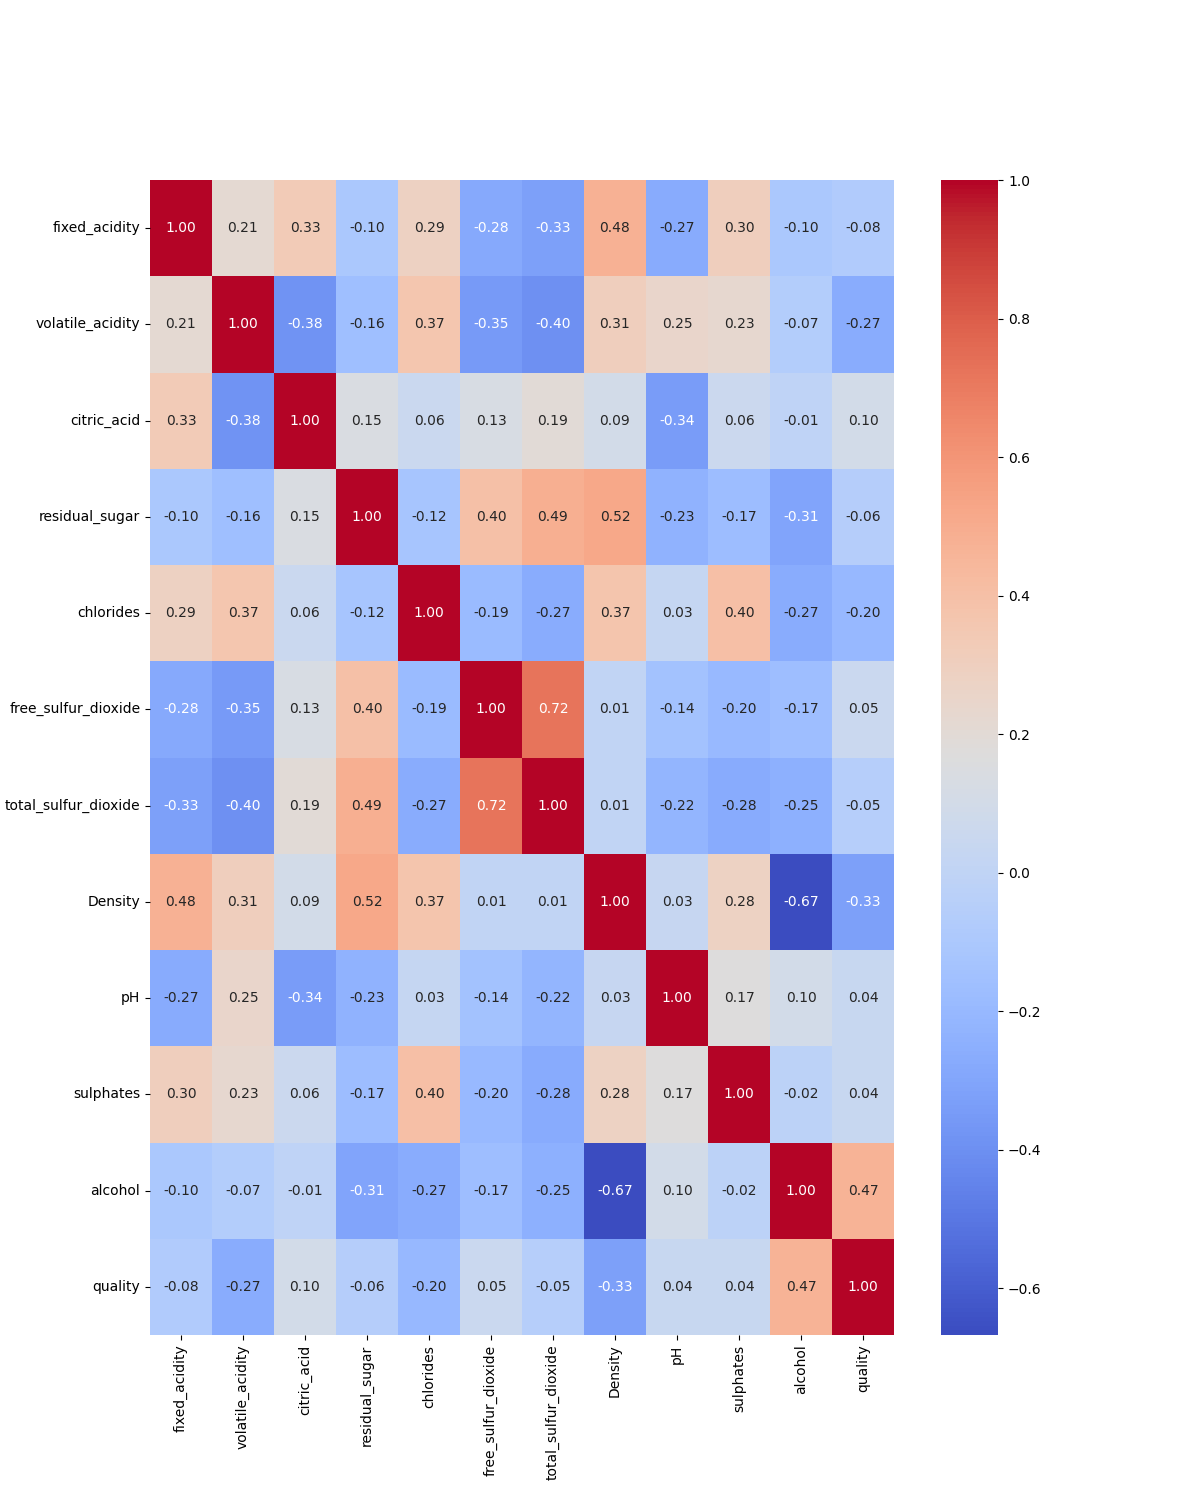 fixed_acidity 1.00 0.21 0.33 -0.10 0.29 -0.28 -0.33 0.48 -0.27 0.30 -0.10 -0.08
volatile_acidity 0.21 1.00 -0.38 -0.16 0.37 -0.35 -0.40 0.31 0.25 0.23 -0.07 -0.27
citric_acid 0.33 -0.38 1.00 0.15 0.06 0.13 0.19 0.09 -0.34 0.06 -0.01 0.10
residual_sugar -0.10 -0.16 0.15 1.00 -0.12 0.40 0.49 0.52 -0.23 -0.17 -0.31 -0.06
chlorides 0.29 0.37 0.06 -0.12 1.00 -0.19 -0.27 0.37 0.03 0.40 -0.27 -0.20
free_sulfur_dioxide -0.28 -0.35 0.13 0.40 -0.19 1.00 0.72 0.01 -0.14 -0.20 -0.17 0.05
total_sulfur_dioxide -0.33 -0.40 0.19 0.49 -0.27 0.72 1.00 0.01 -0.22 -0.28 -0.25 -0.05
Density 0.48 0.31 0.09 0.52 0.37 0.01 0.01 1.00 0.03 0.28 -0.67 -0.33
pH -0.27 0.25 -0.34 -0.23 0.03 -0.14 -0.22 0.03 1.00 0.17 0.10 0.04
sulphates 0.30 0.23 0.06 -0.17 0.40 -0.20 -0.28 0.28 0.17 1.00 -0.02 0.04
alcohol -0.10 -0.07 -0.01 -0.31 -0.27 -0.17 -0.25 -0.67 0.10 -0.02 1.00 0.47
quality -0.08 -0.27 0.10 -0.06 -0.20 0.05 -0.05 -0.33 0.04 0.04 0.47 1.00
fixed_acidity
volatile_acidity
citric_acid
residual_sugar
chlorides
free_sulfur_dioxide
total_sulfur_dioxide
Density
pH
sulphates
alcohol
quality
1.0
0.8
0.6
0.4
0.2
0.0
−0.2
−0.4
−0.6